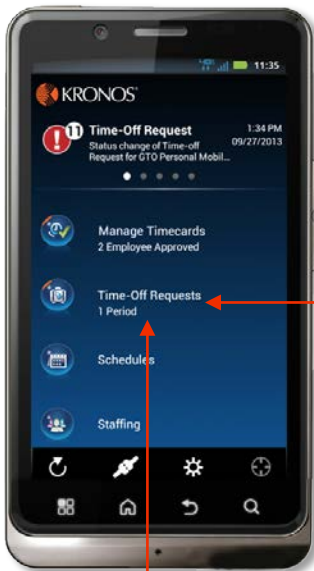 11:35
KRONOS
11
Time-Off Request
1:34 PM
Status change of Time-off
09/27/2013
Request for GTO Personal Mobil...
Manage Timecards
2 Employee Approved
Time-Off Requests
1 Period
Schedules
Staffing